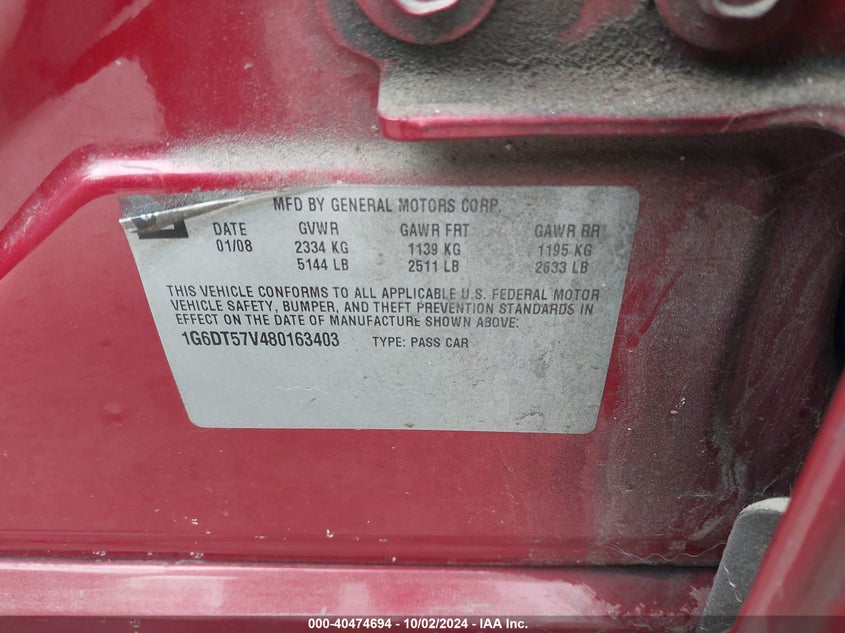 MFD BY GENERAL MOTORS CORP.
DATE GVWR GAWR FRT GAWR RR
01/08 2334 KG 1139 KG 1195 KG
5144 LB 2511 LB 2633 LB
THIS VEHICLE CONFORMS TO ALL APPLICABLE U.S. FEDERAL MOTOR
VEHICLE SAFETY, BUMPER, AND THEFT PREVENTION STANDARDS IN
EFFECT ON THE DATE OF MANUFACTURE SHOWN ABOVE.
1G6DT57V480163403 TYPE: PASS CAR
000-40474694 - 10/02/2024 - IAA Inc.